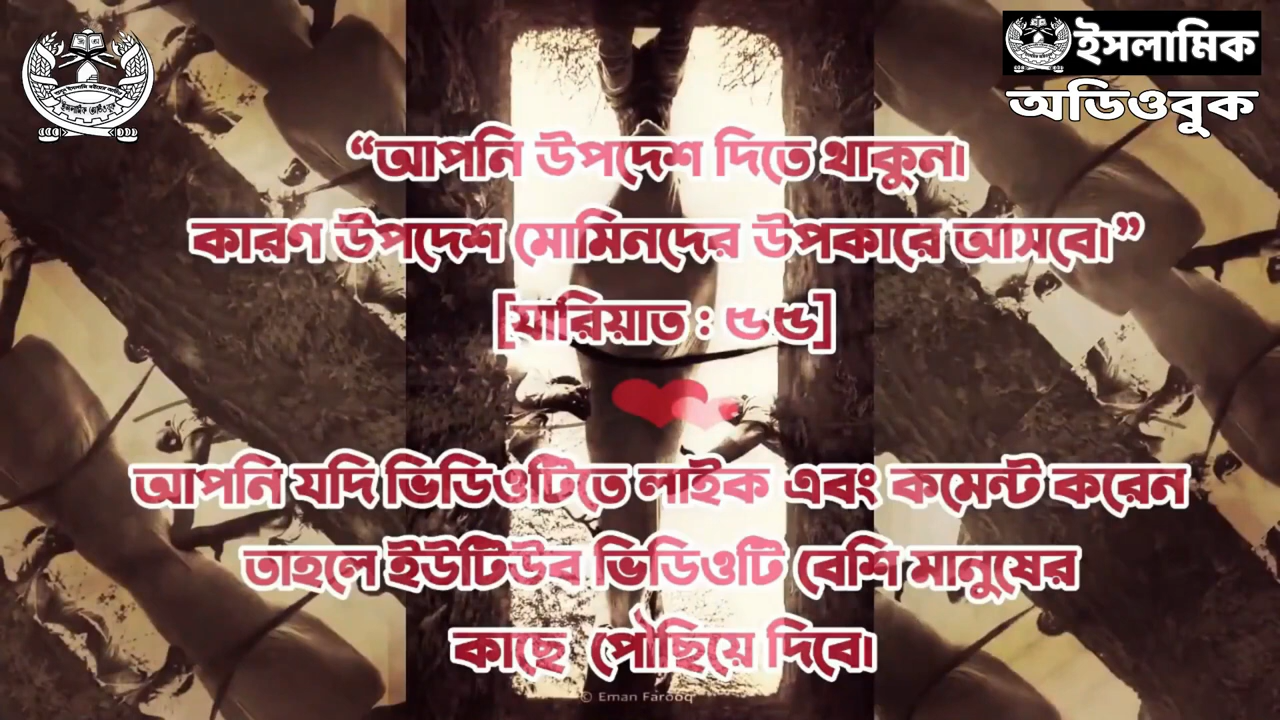 ইসলামিক
অডিওবুক
“আপনি উপদেশ দিতে থাকুন।
কারণ উপদেশ মোমিনদের উপকারে আসবে।”
[যারিয়াত : ৫৫]
আপনি যদি ভিডিওটিতে লাইক এবং কমেন্ট করেন
তাহলে ইউটিউব ভিডিওটি বেশি মানুষের
কাছে পৌছিয়ে দিবে।
© Eman Farooq